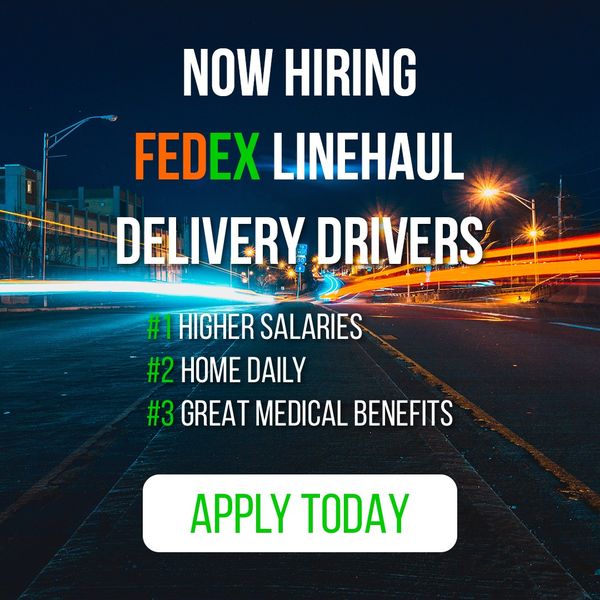 NOW HIRING
FEDEX LINEHAUL
DELIVERY DRIVERS
#1 HIGHER SALARIES
#2 HOME DAILY
#3 GREAT MEDICAL BENEFITS
APPLY TODAY